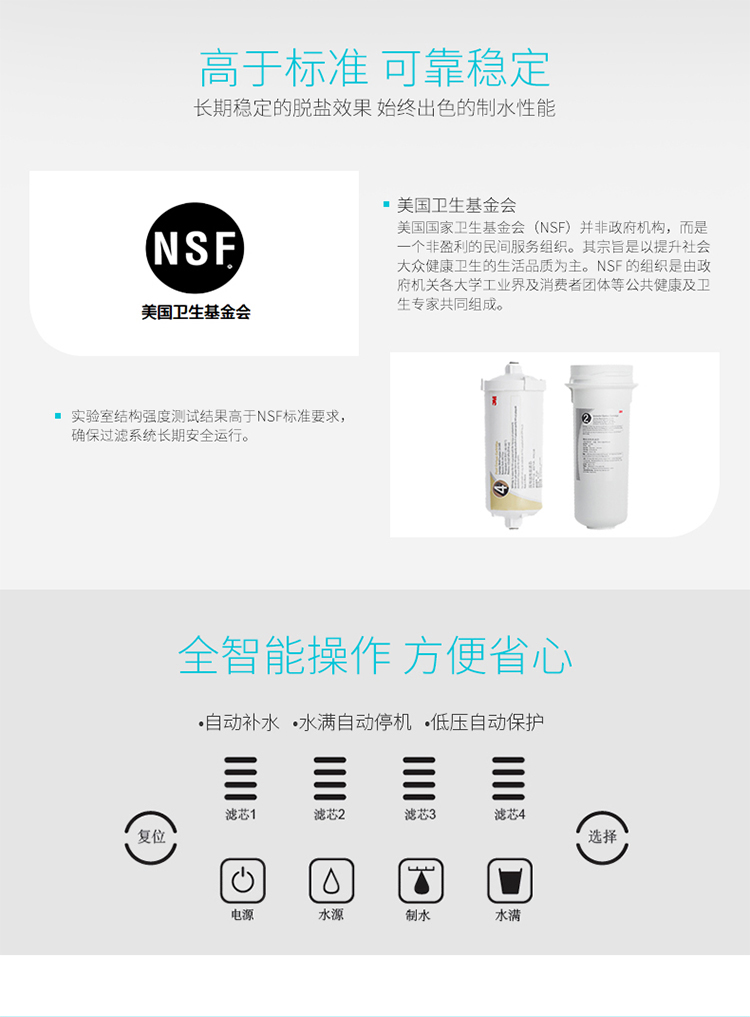 高于标准 可靠稳定
长期稳定的脱盐效果 始终出色的制水性能
NSF
美国卫生基金会
美国卫生基金会
美国国家卫生基金会（NSF）并非政府机构，而是
一个非盈利的民间服务组织。其宗旨是以提升社会
大众健康卫生的生活品质为主。NSF 的组织是由政
府机关各大学工业界及消费者团体等公共健康及卫
生专家共同组成。
实验室结构强度测试结果高于NSF标准要求，
确保过滤系统长期安全运行。
3M
4
2
全智能操作 方便省心
•自动补水 •水满自动停机 •低压自动保护
滤芯1 滤芯2 滤芯3 滤芯4
复位 选择
电源 水源 制水 水满